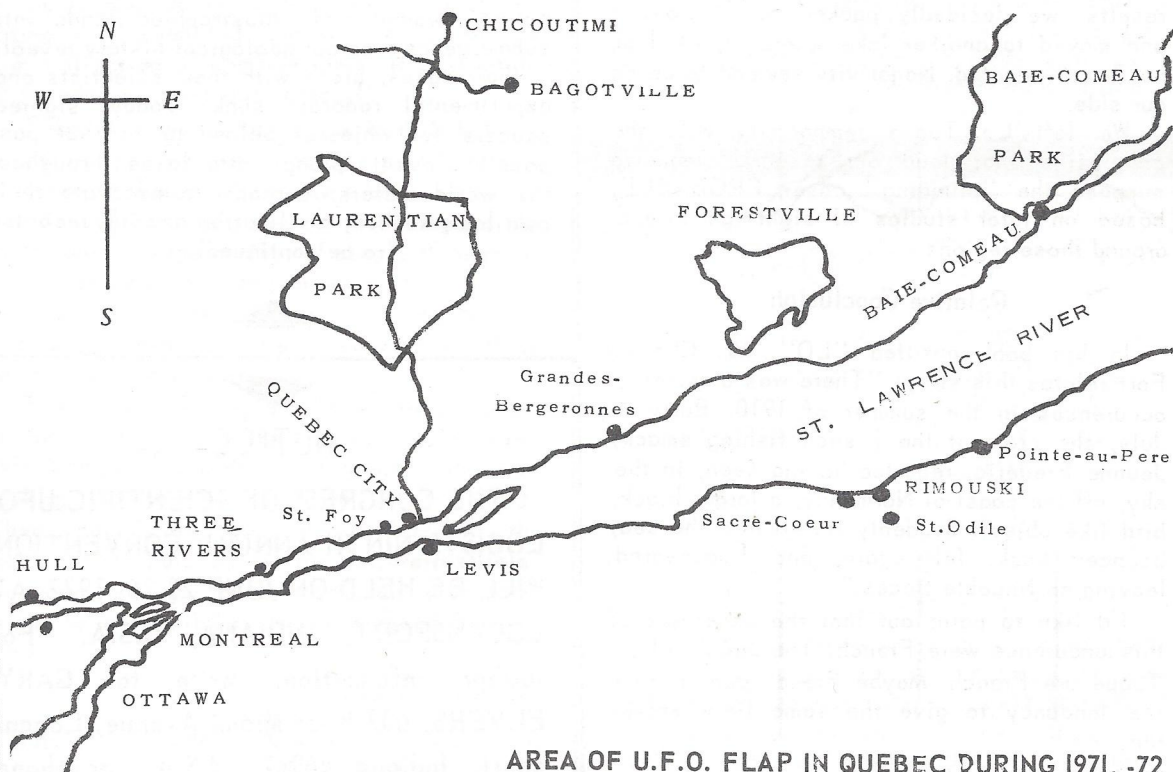 N
W
E
S
CHICOUTIMI
BAGOTVILLE
BAIE-COMEAU
PARK
LAURENTIAN
PARK
FORESTVILLE
BAIE-COMEAU
ST. LAWRENCE RIVER
QUEBEC CITY
Grandes-
Bergeronnes
Pointe-au-Pere
RIMOUSKI
Sacre-Coeur
St.Odile
St. Foy
THREE
RIVERS
LEVIS
HULL
MONTREAL
OTTAWA
AREA OF U.F.O. FLAP IN QUEBEC DURING 1971, -72